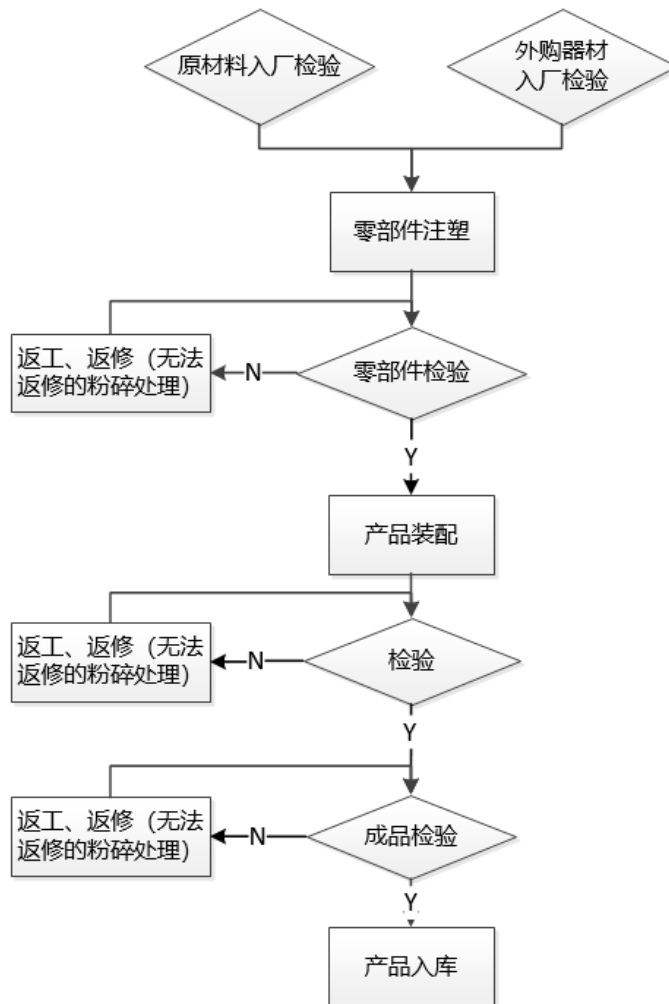 原材料入厂检验
外购器材
入厂检验
零部件注塑
返工、返修（无法
返修的粉碎处理）
N
零部件检验
Y
产品装配
返工、返修（无法
返修的粉碎处理）
N
检验
Y
返工、返修（无法
返修的粉碎处理）
N
成品检验
Y
产品入库